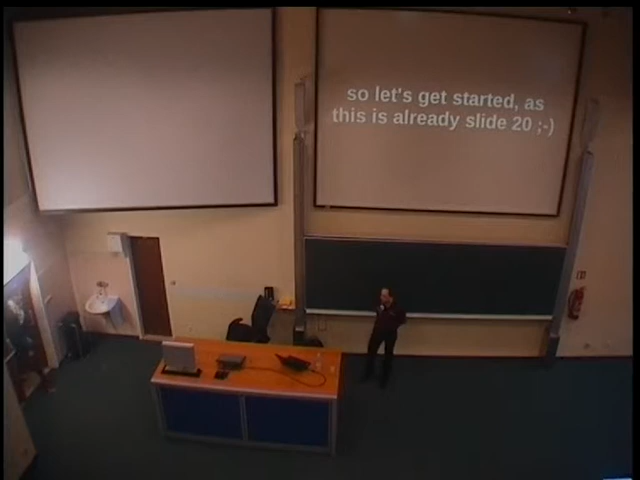 so let's get started, as
this is already slide 20 ;-)